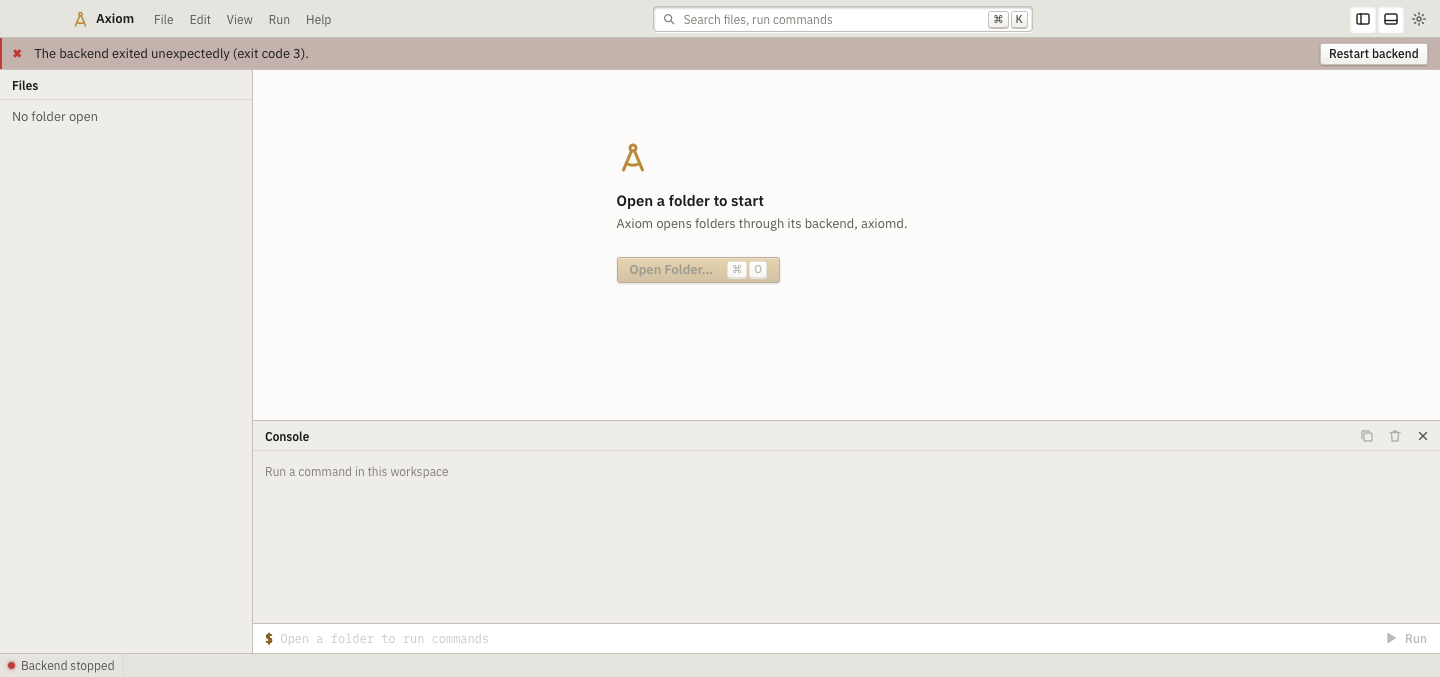 Axiom File Edit View Run Help Search files, run commands ⌘ K
✖ The backend exited unexpectedly (exit code 3). Restart backend
Files
No folder open
Open a folder to start
Axiom opens folders through its backend, axiomd.
Open Folder... ⌘ O
Console
Run a command in this workspace
$ Open a folder to run commands Run
Backend stopped